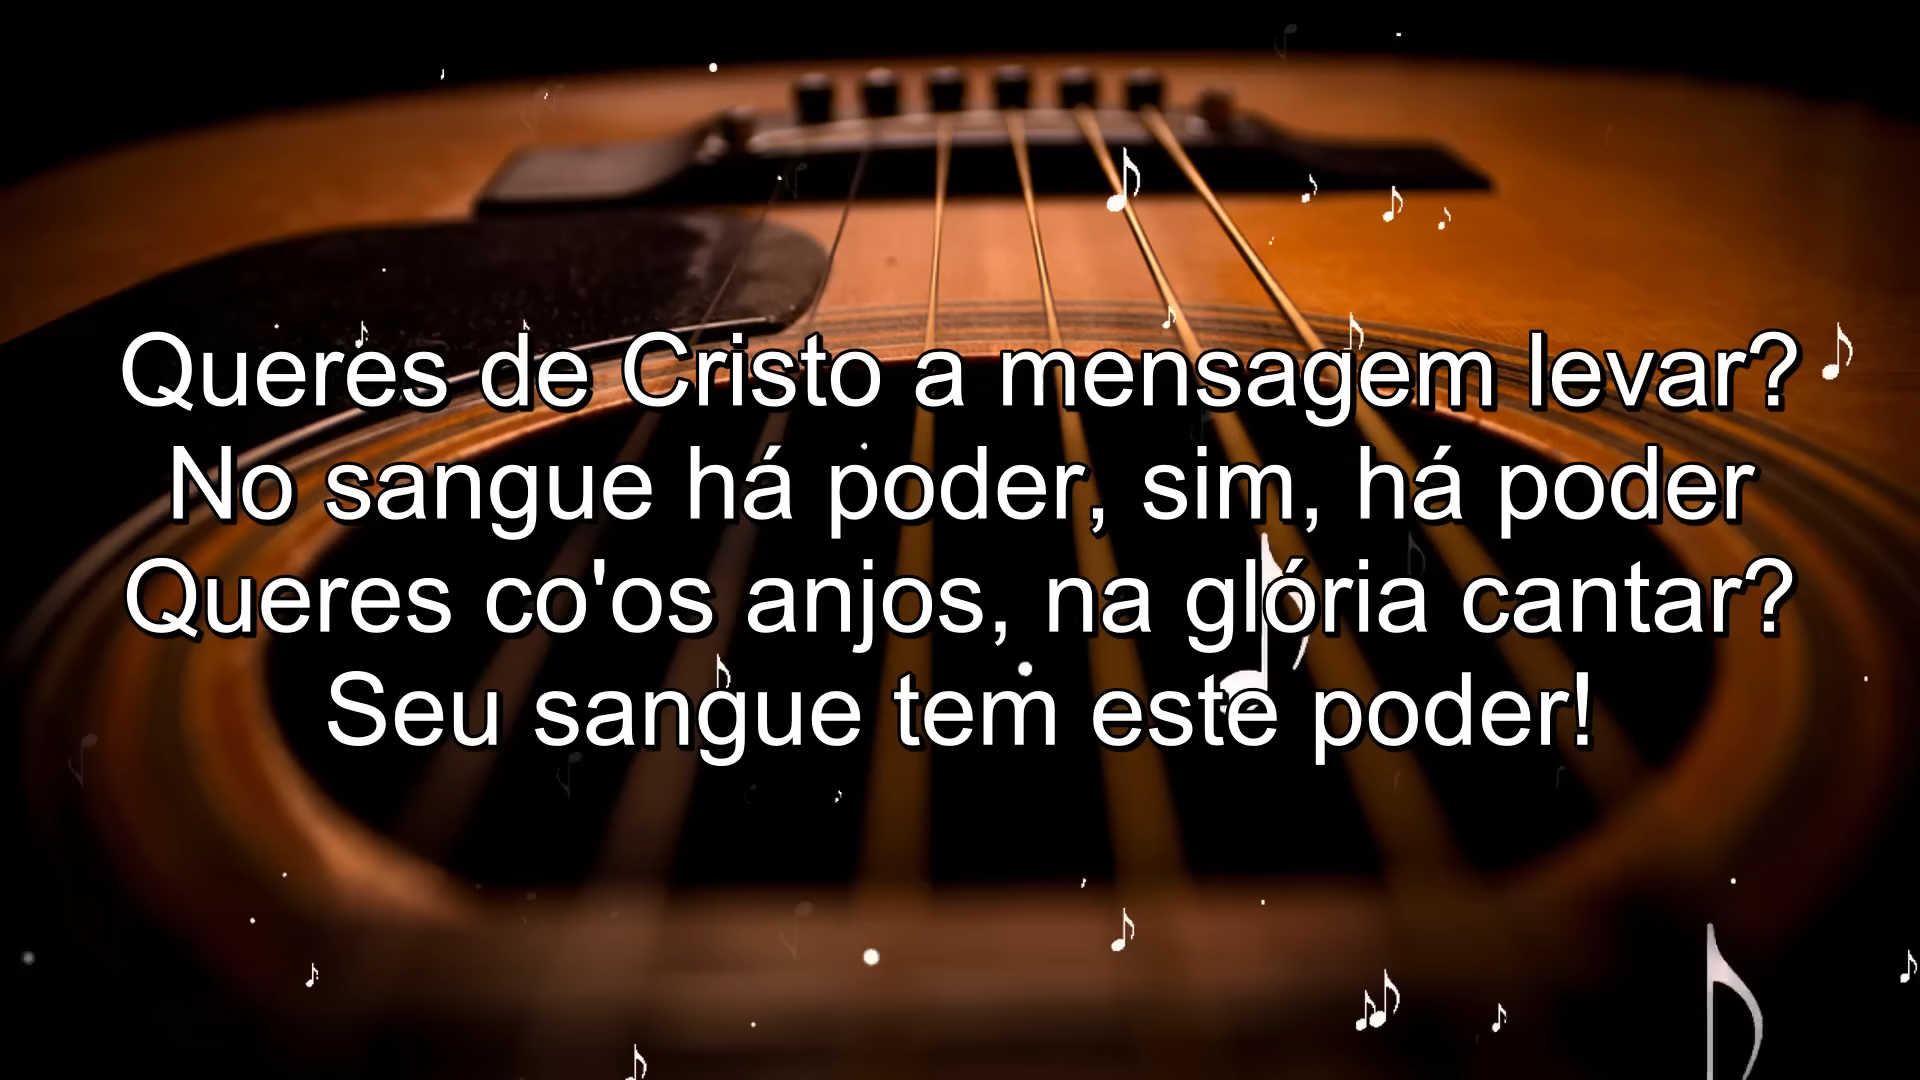 Queres de Cristo a mensagem levar?
No sangue há poder, sim, há poder
Queres co'os anjos, na glória cantar?
Seu sangue tem este poder!